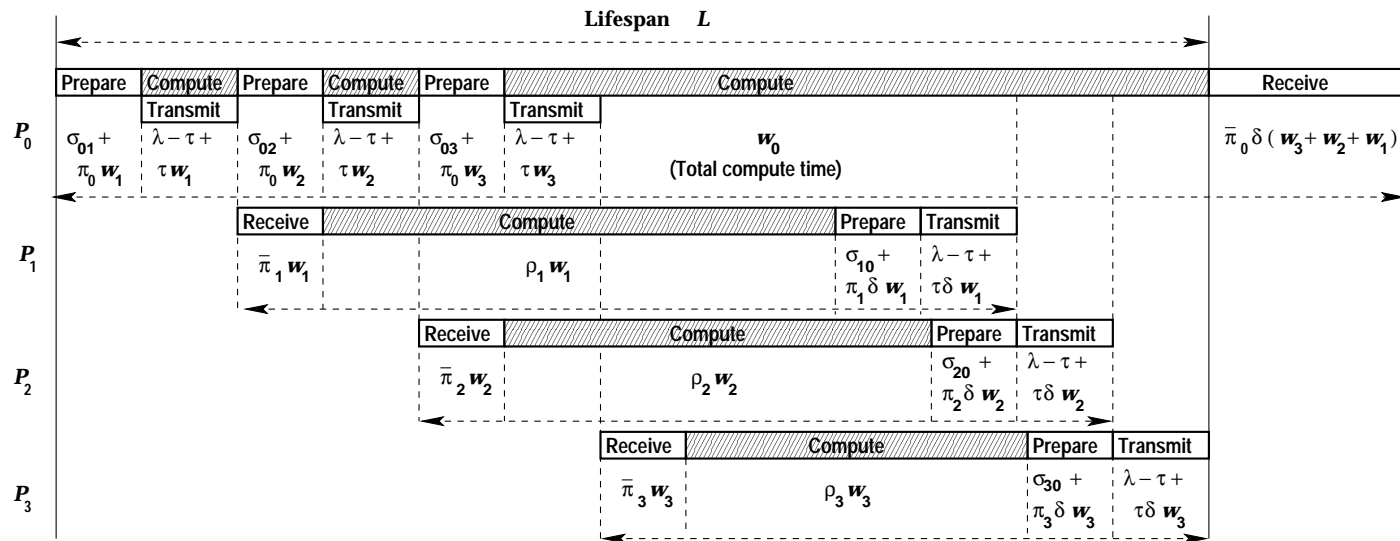 Lifespan L
Prepare Compute Prepare Compute Prepare Compute Receive
Transmit Transmit Transmit
P₀
σ₀₁ + λ − τ + σ₀₂ + λ − τ + σ₀₃ + λ − τ + w₀ π̄₀ δ ( w₃ + w₂ + w₁ )
π₀ w₁ τ w₁ π₀ w₂ τ w₂ π₀ w₃ τ w₃ (Total compute time)
Receive Compute Prepare Transmit
P₁
π̄₁ w₁ ρ₁ w₁ σ₁₀ + λ − τ +
π₁ δ w₁ τδ w₁
Receive Compute Prepare Transmit
P₂
π̄₂ w₂ ρ₂ w₂ σ₂₀ + λ − τ +
π₂ δ w₂ τδ w₂
Receive Compute Prepare Transmit
P₃
π̄₃ w₃ ρ₃ w₃ σ₃₀ + λ − τ +
π₃ δ w₃ τδ w₃